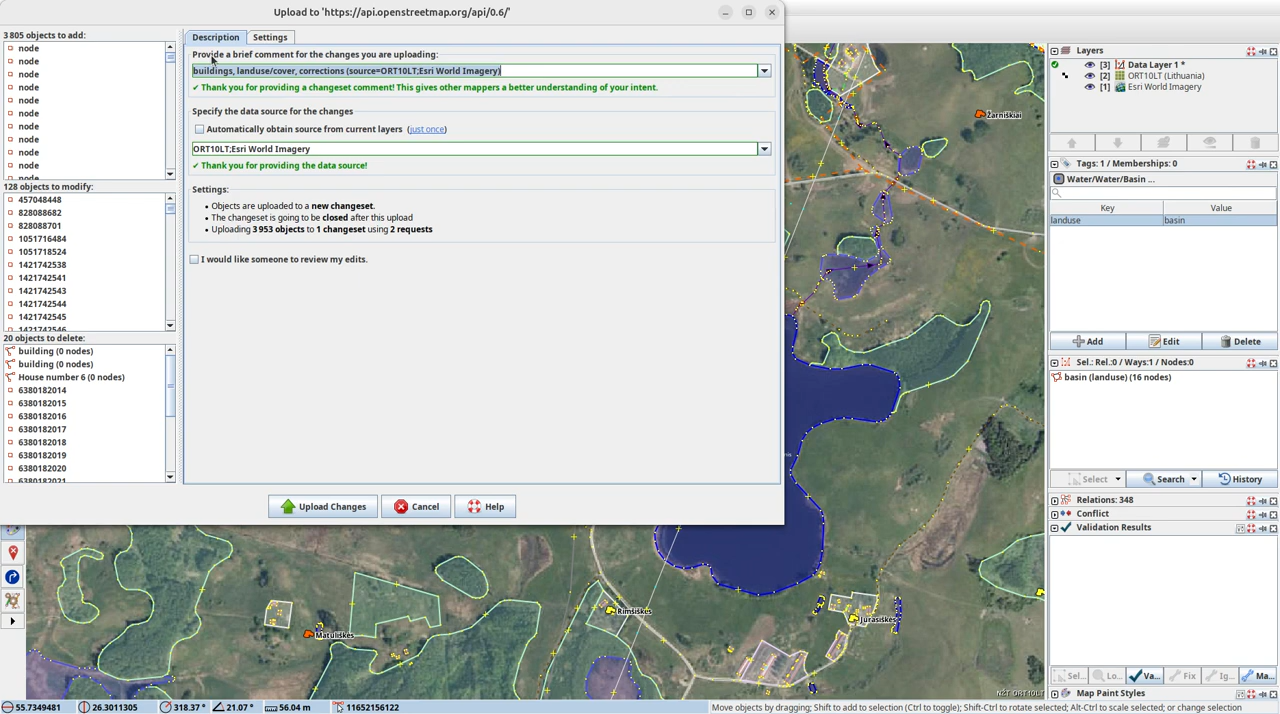 Upload to 'https://api.openstreetmap.org/api/0.6/'
3 805 objects to add:
node
node
node
node
node
node
node
node
node
node
128 objects to modify:
457048448
828088682
828088701
1051716484
1051718524
1421742538
1421742541
1421742543
1421742544
1421742545
1421742546
20 objects to delete:
building (0 nodes)
building (0 nodes)
House number 6 (0 nodes)
6380182014
6380182015
6380182016
6380182017
6380182018
6380182019
6380182020
6380182021
Description
Settings
Provide a brief comment for the changes you are uploading:
buildings, landuse/cover, corrections (source=ORT10LT;Esri World Imagery)
✔ Thank you for providing a changeset comment! This gives other mappers a better understanding of your intent.
Specify the data source for the changes
Automatically obtain source from current layers (just once)
ORT10LT;Esri World Imagery
✔ Thank you for providing the data source!
Settings:
• Objects are uploaded to a new changeset.
• The changeset is going to be closed after this upload
• Uploading 3 953 objects to 1 changeset using 2 requests
I would like someone to review my edits.
Upload Changes
Cancel
Help
Žarniškiai
Rimšiškės
Jurasiškės
Matuliškės
NŽT ORT10LT
Layers
[3] Data Layer 1 *
[2] ORT10LT (Lithuania)
[1] Esri World Imagery
Tags: 1 / Memberships: 0
Water/Water/Basin ...
Key Value
landuse basin
Add
Edit
Delete
Sel.: Rel.:0 / Ways:1 / Nodes:0
basin (landuse) (16 nodes)
Select
Search
History
Relations: 348
Conflict
Validation Results
Sel...
Lo...
Va...
Fix
Ig...
Ma...
Map Paint Styles
55.7349481
26.3011305
318.37 °
21.07 °
56.04 m
11652156122
Move objects by dragging; Shift to add to selection (Ctrl to toggle); Shift-Ctrl to rotate selected; Alt-Ctrl to scale selected; or change selection